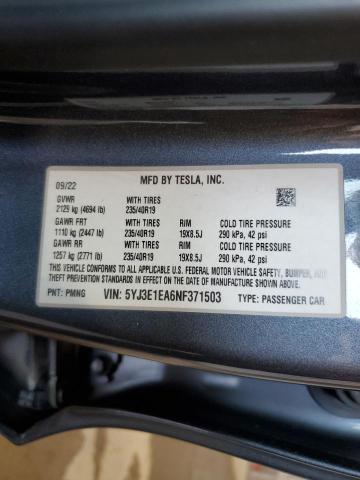 09/22 MFD BY TESLA, INC.
GVWR WITH TIRES
2129 kg (4694 lb) 235/40R19
GAWR FRT WITH TIRES RIM COLD TIRE PRESSURE
1110 kg (2447 lb) 235/40R19 19X8.5J 290 kPa, 42 psi
GAWR RR WITH TIRES RIM COLD TIRE PRESSURE
1257 kg (2771 lb) 235/40R19 19X8.5J 290 kPa, 42 psi
THIS VEHICLE CONFORMS TO ALL APPLICABLE U.S. FEDERAL MOTOR VEHICLE SAFETY, BUMPER, AND
THEFT PREVENTION STANDARDS IN EFFECT ON THE DATE OF MANUFACTURE SHOWN ABOVE.
PNT: PMNG VIN: 5YJ3E1EA6NF371503 TYPE: PASSENGER CAR